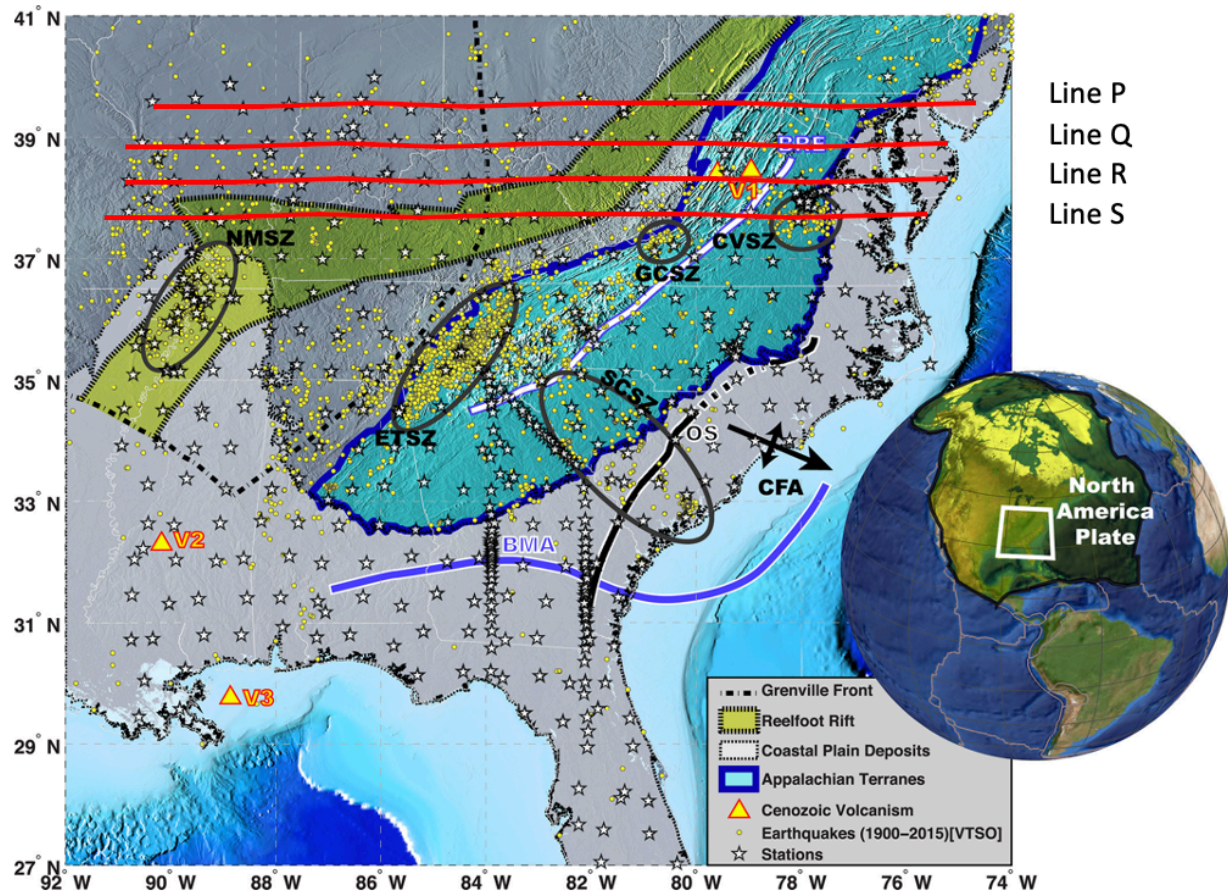 41° N
39° N
37° N
35° N
33° N
31° N
29° N
27° N
92° W
90° W
88° W
86° W
84° W
82° W
80° W
78° W
76° W
74° W
Line P
Line Q
Line R
Line S
BRE
V1
NMSZ
CVSZ
GCSZ
SCSZ
ETSZ
OS
CFA
BMA
V2
V3
North
America
Plate
Grenville Front
Reelfoot Rift
Coastal Plain Deposits
Appalachian Terranes
Cenozoic Volcanism
Earthquakes (1900−2015)[VTSO]
Stations